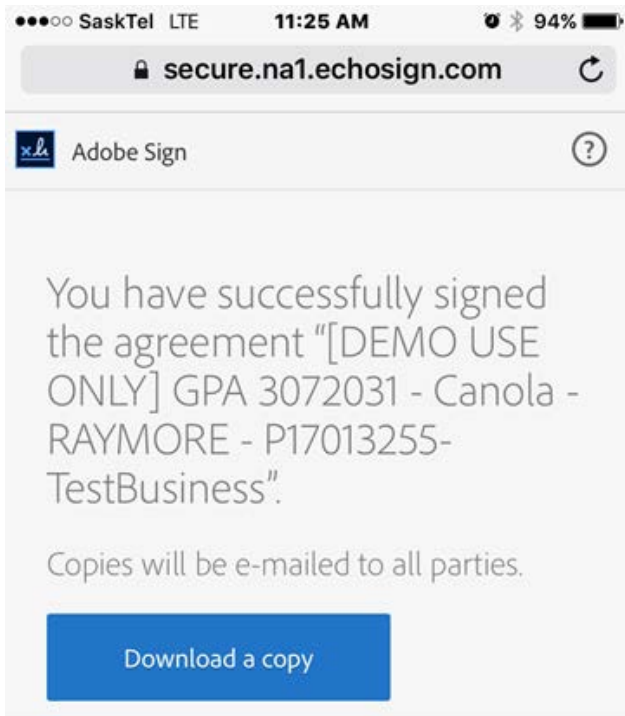 SaskTel LTE 11:25 AM 94%
secure.na1.echosign.com
Adobe Sign ?
You have successfully signed
the agreement “[DEMO USE
ONLY] GPA 3072031 - Canola -
RAYMORE - P17013255-
TestBusiness”.
Copies will be e-mailed to all parties.
Download a copy